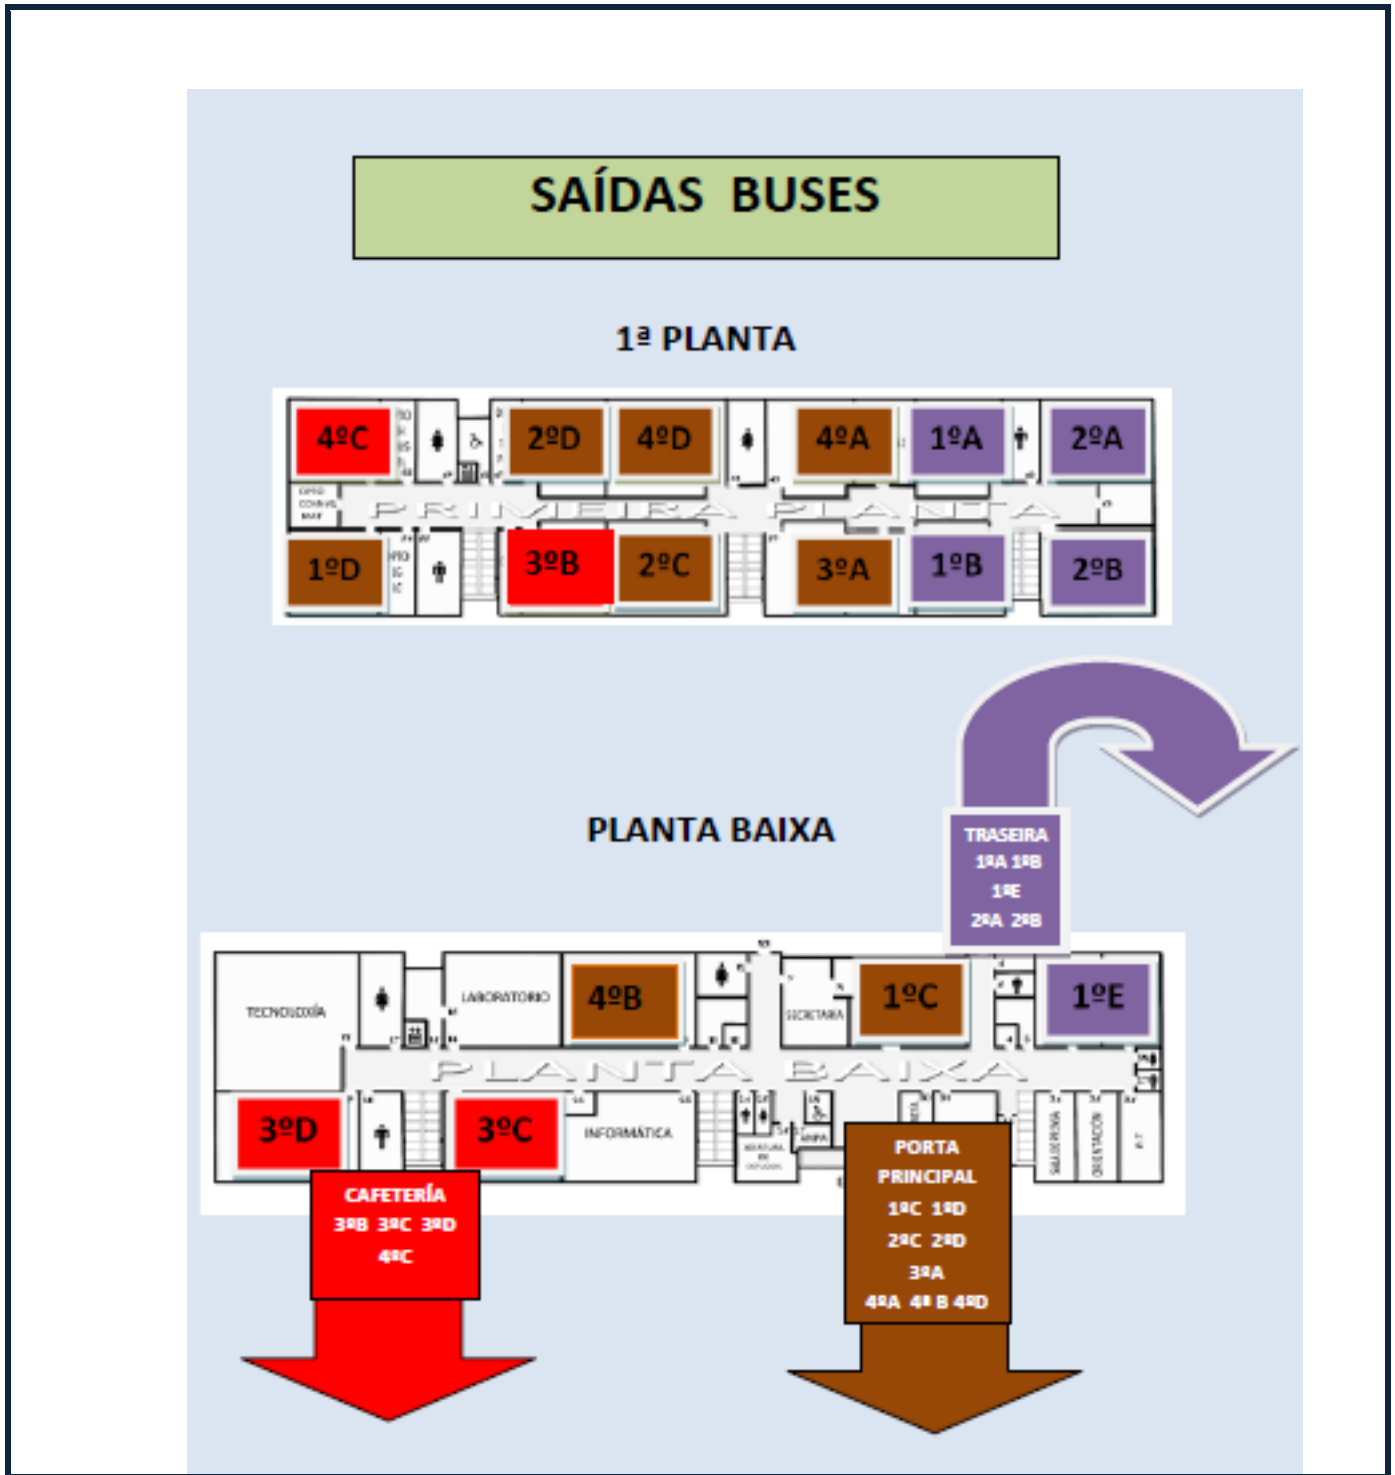 SAÍDAS BUSES
1ª PLANTA
4ºC
2ºD
4ºD
4ºA
1ºA
2ºA
PRIMEIRA PLANTA
1ºD
3ºB
2ºC
3ºA
1ºB
2ºB
PLANTA BAIXA
TRASEIRA
1ºA 1ºB
1ºE
2ºA 2ºB
TECNOLOXÍA
LABORATORIO
4ºB
SECRETARÍA
1ºC
1ºE
PLANTA BAIXA
3ºD
3ºC
INFORMÁTICA
ANPA
ORIENTACIÓN
CAFETERÍA
3ºB 3ºC 3ºD
4ºC
PORTA
PRINCIPAL
1ºC 1ºD
2ºC 2ºD
3ºA
4ºA 4º B 4ºD